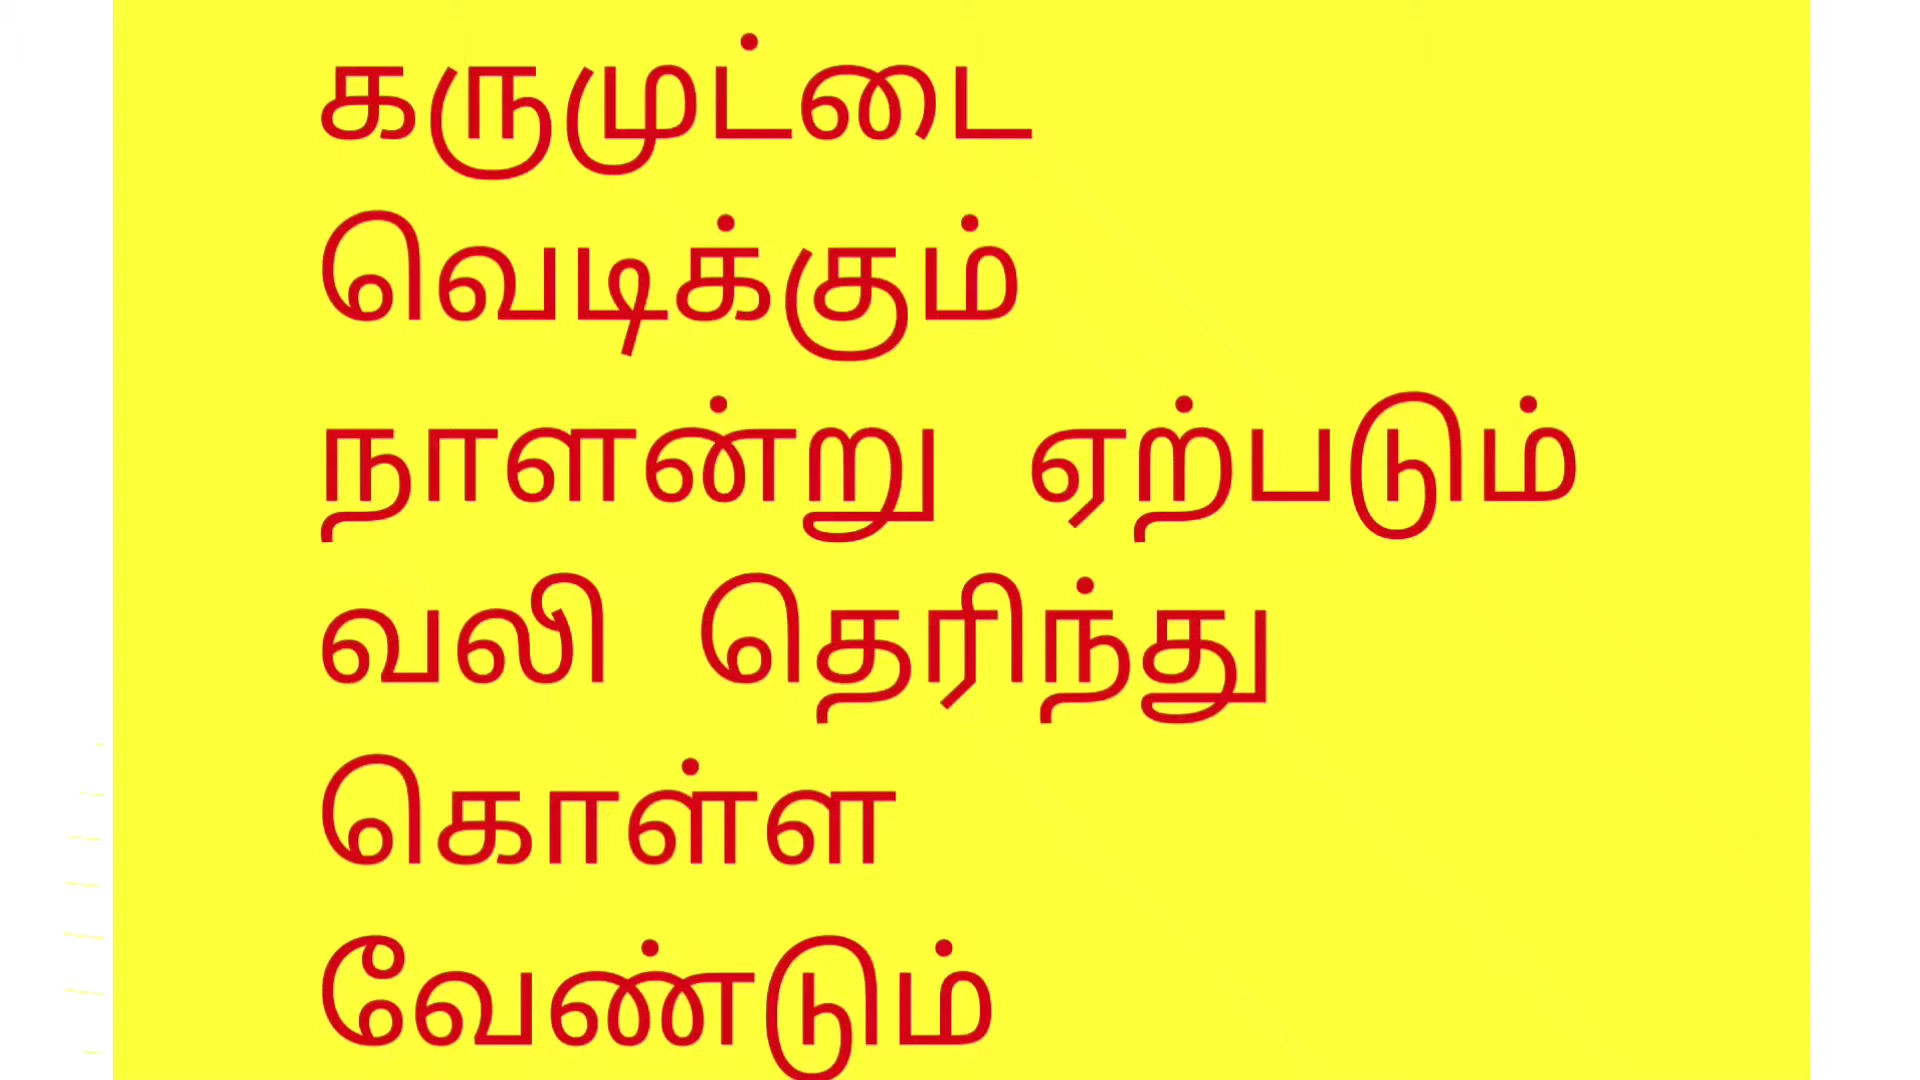 கருமுட்டை
வெடிக்கும்
நாளன்று ஏற்படும்
வலி தெரிந்து
கொள்ள
வேண்டும்